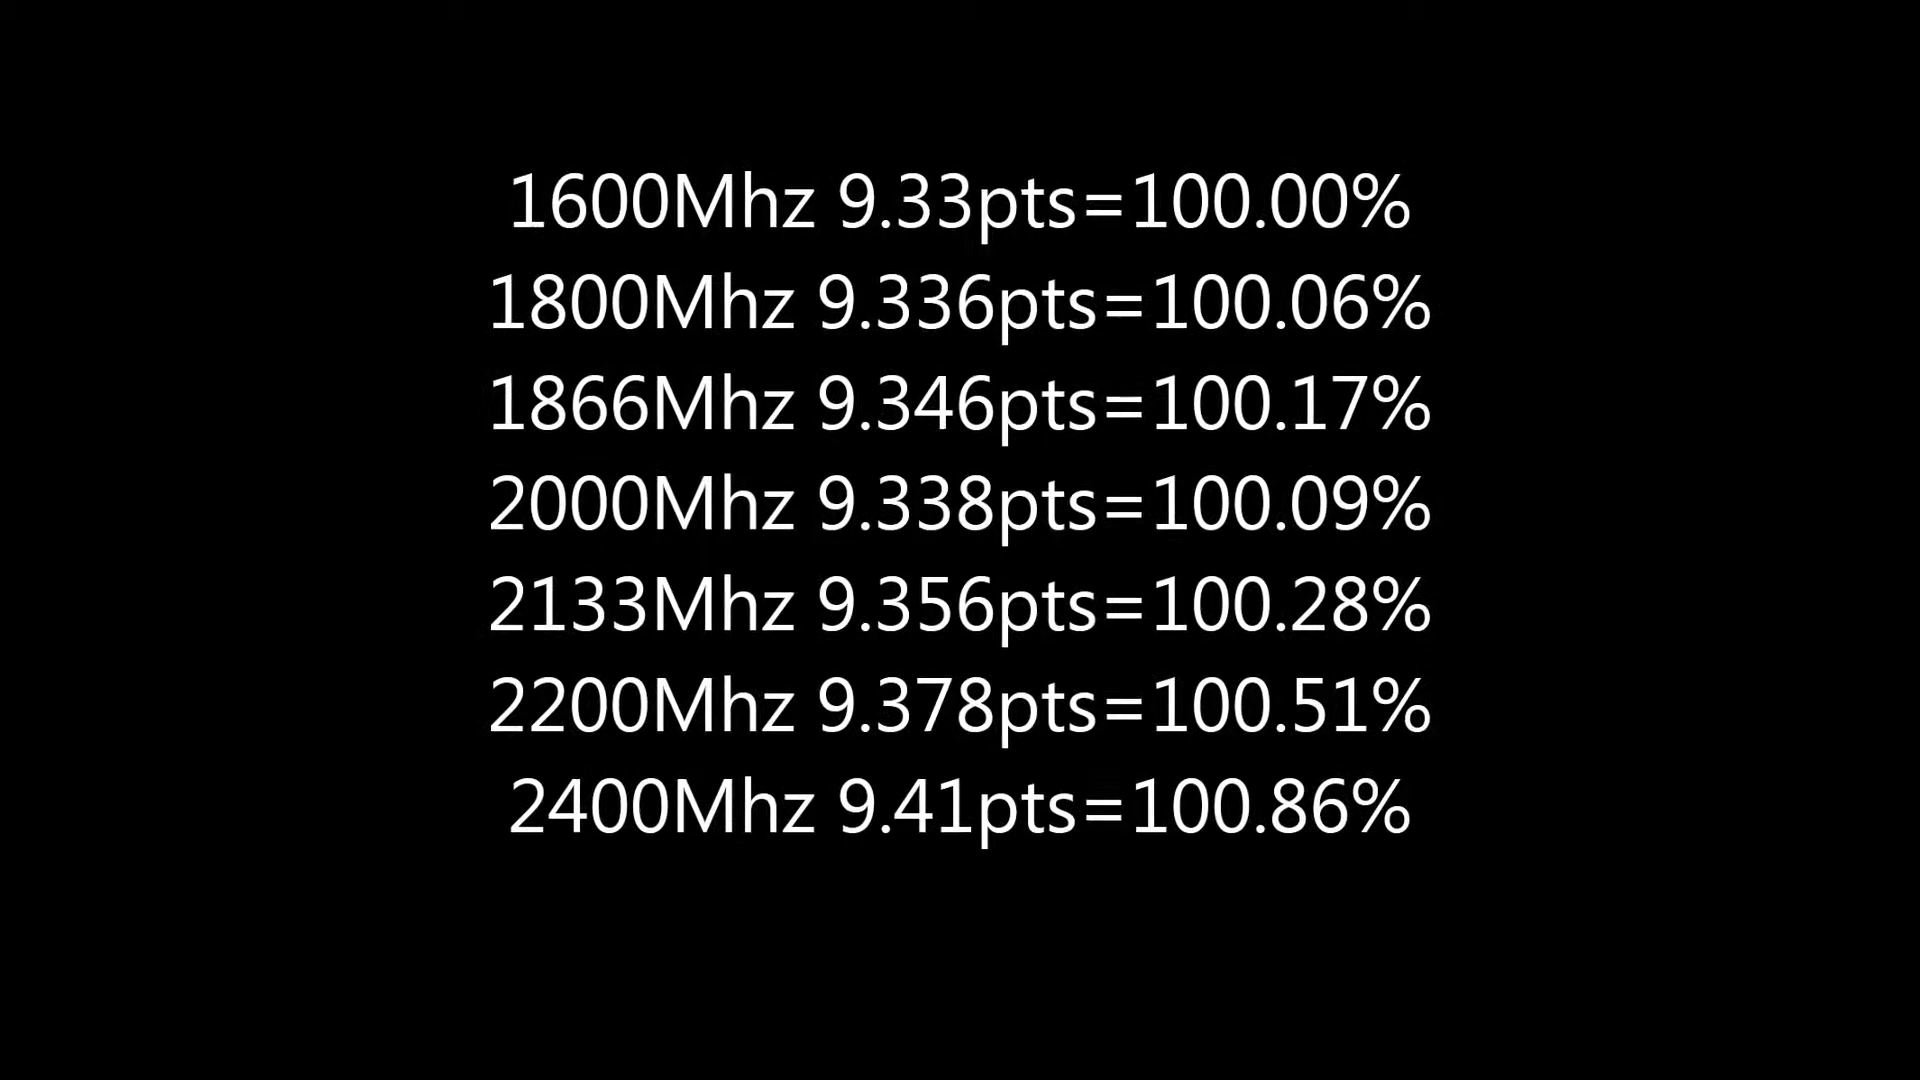 1600Mhz 9.33pts=100.00%
1800Mhz 9.336pts=100.06%
1866Mhz 9.346pts=100.17%
2000Mhz 9.338pts=100.09%
2133Mhz 9.356pts=100.28%
2200Mhz 9.378pts=100.51%
2400Mhz 9.41pts=100.86%